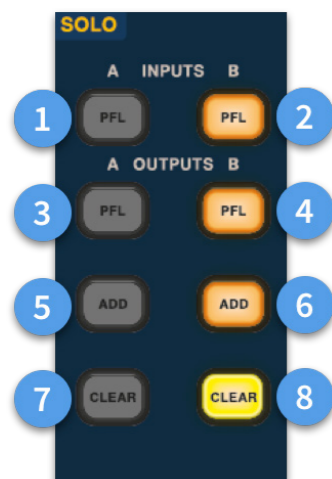 SOLO
A INPUTS B
1 PFL PFL 2
A OUTPUTS B
3 PFL PFL 4
5 ADD ADD 6
7 CLEAR CLEAR 8